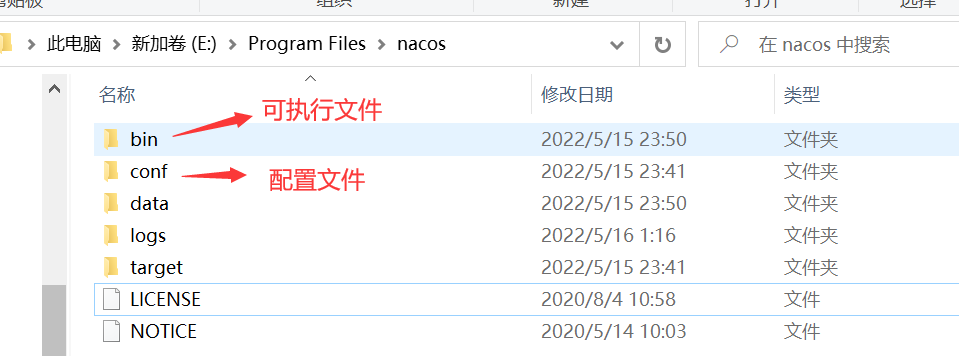 此电脑 > 新加卷 (E:) > Program Files > nacos
在 nacos 中搜索
名称 修改日期 类型
可执行文件
bin 2022/5/15 23:50 文件夹
conf 2022/5/15 23:41 文件夹
配置文件
data 2022/5/15 23:50 文件夹
logs 2022/5/16 1:16 文件夹
target 2022/5/15 23:41 文件夹
LICENSE 2020/8/4 10:58 文件
NOTICE 2020/5/14 10:03 文件